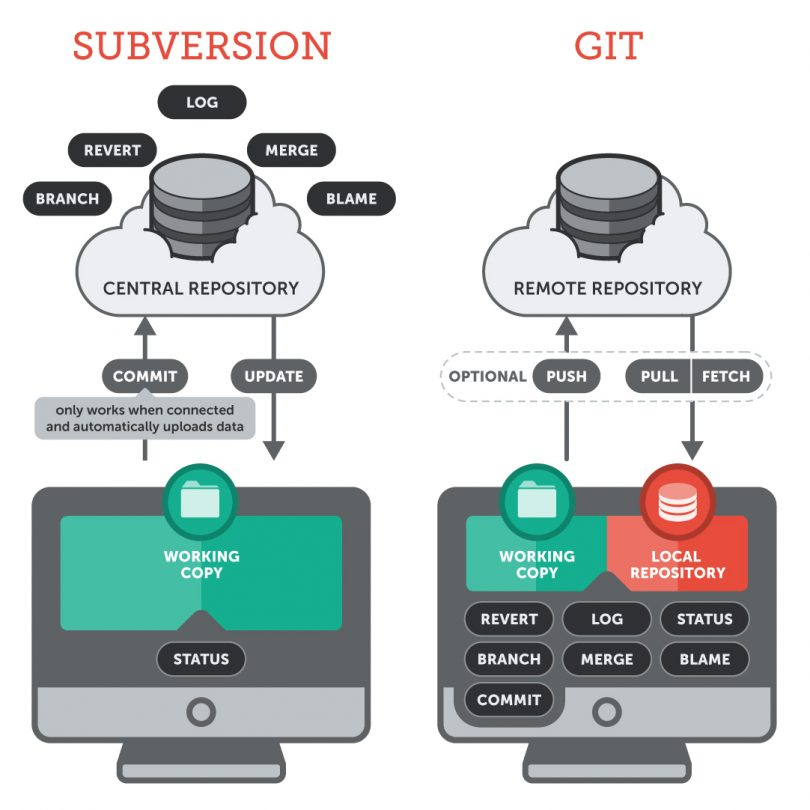 SUBVERSION
LOG
REVERT
MERGE
BRANCH
BLAME
CENTRAL REPOSITORY
COMMIT
UPDATE
only works when connected
and automatically uploads data
WORKING
COPY
STATUS
GIT
REMOTE REPOSITORY
OPTIONAL
PUSH
PULL
FETCH
WORKING
COPY
LOCAL
REPOSITORY
REVERT
LOG
STATUS
BRANCH
MERGE
BLAME
COMMIT